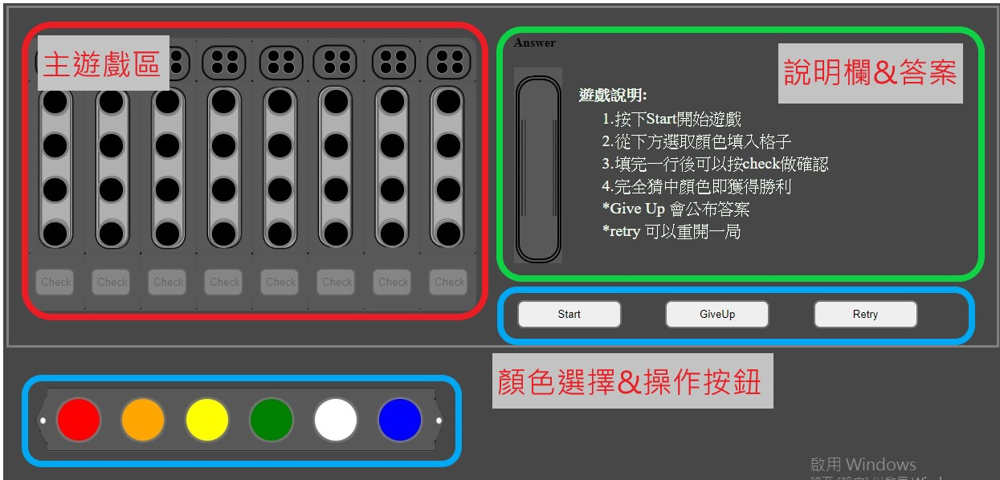 主遊戲區
Check
Check
Check
Check
Check
Check
Check
Check
Answer
說明欄&答案
遊戲說明:
1.按下Start開始遊戲
2.從下方選取顏色填入格子
3.填完一行後可以按check做確認
4.完全猜中顏色即獲得勝利
*Give Up 會公布答案
*retry 可以重開一局
Start
GiveUp
Retry
顏色選擇&操作按鈕
啟用 Windows